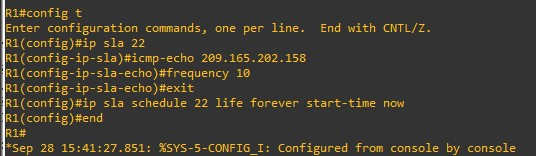 R1#config t
Enter configuration commands, one per line.  End with CNTL/Z.
R1(config)#ip sla 22
R1(config-ip-sla)#icmp-echo 209.165.202.158
R1(config-ip-sla-echo)#frequency 10
R1(config-ip-sla-echo)#exit
R1(config)#ip sla schedule 22 life forever start-time now
R1(config)#end
R1#
*Sep 28 15:41:27.851: %SYS-5-CONFIG_I: Configured from console by console